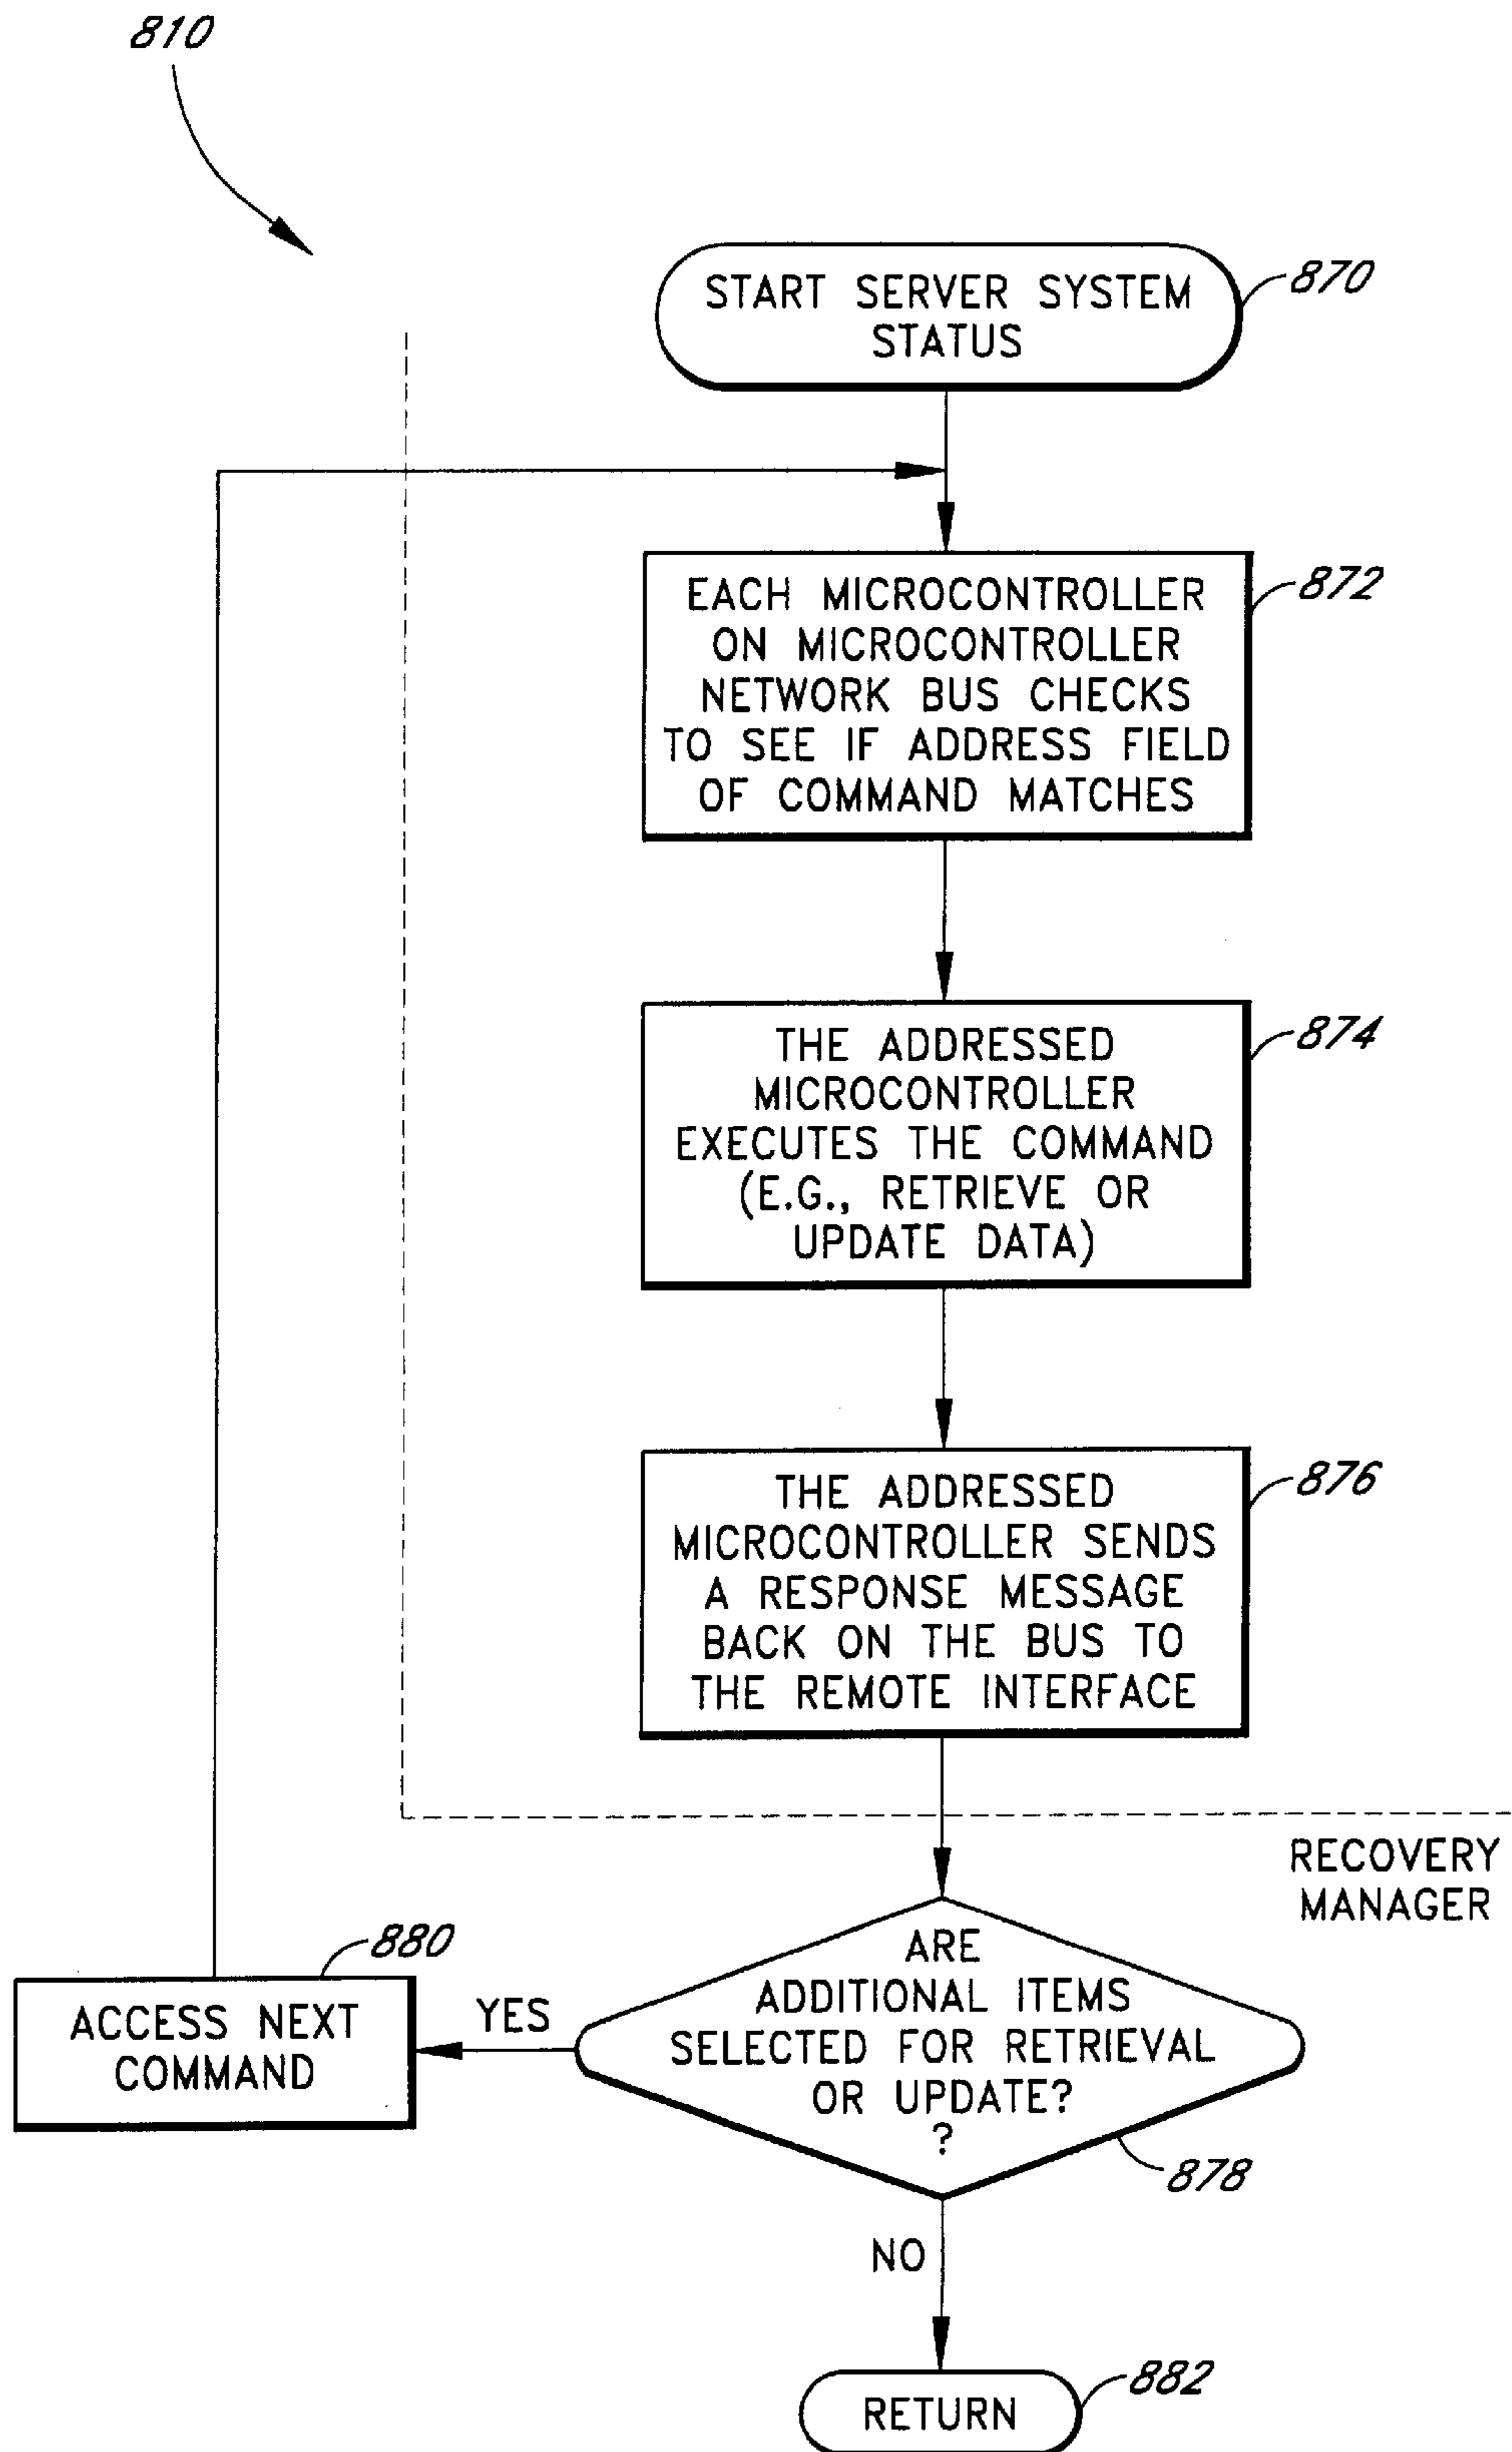 810
START SERVER SYSTEM
STATUS
870
EACH MICROCONTROLLER
ON MICROCONTROLLER
NETWORK BUS CHECKS
TO SEE IF ADDRESS FIELD
OF COMMAND MATCHES
872
THE ADDRESSED
MICROCONTROLLER
EXECUTES THE COMMAND
(E.G., RETRIEVE OR
UPDATE DATA)
874
THE ADDRESSED
MICROCONTROLLER SENDS
A RESPONSE MESSAGE
BACK ON THE BUS TO
THE REMOTE INTERFACE
876
RECOVERY
MANAGER
ARE
ADDITIONAL ITEMS
SELECTED FOR RETRIEVAL
OR UPDATE?
?
878
YES
880
ACCESS NEXT
COMMAND
NO
RETURN
882